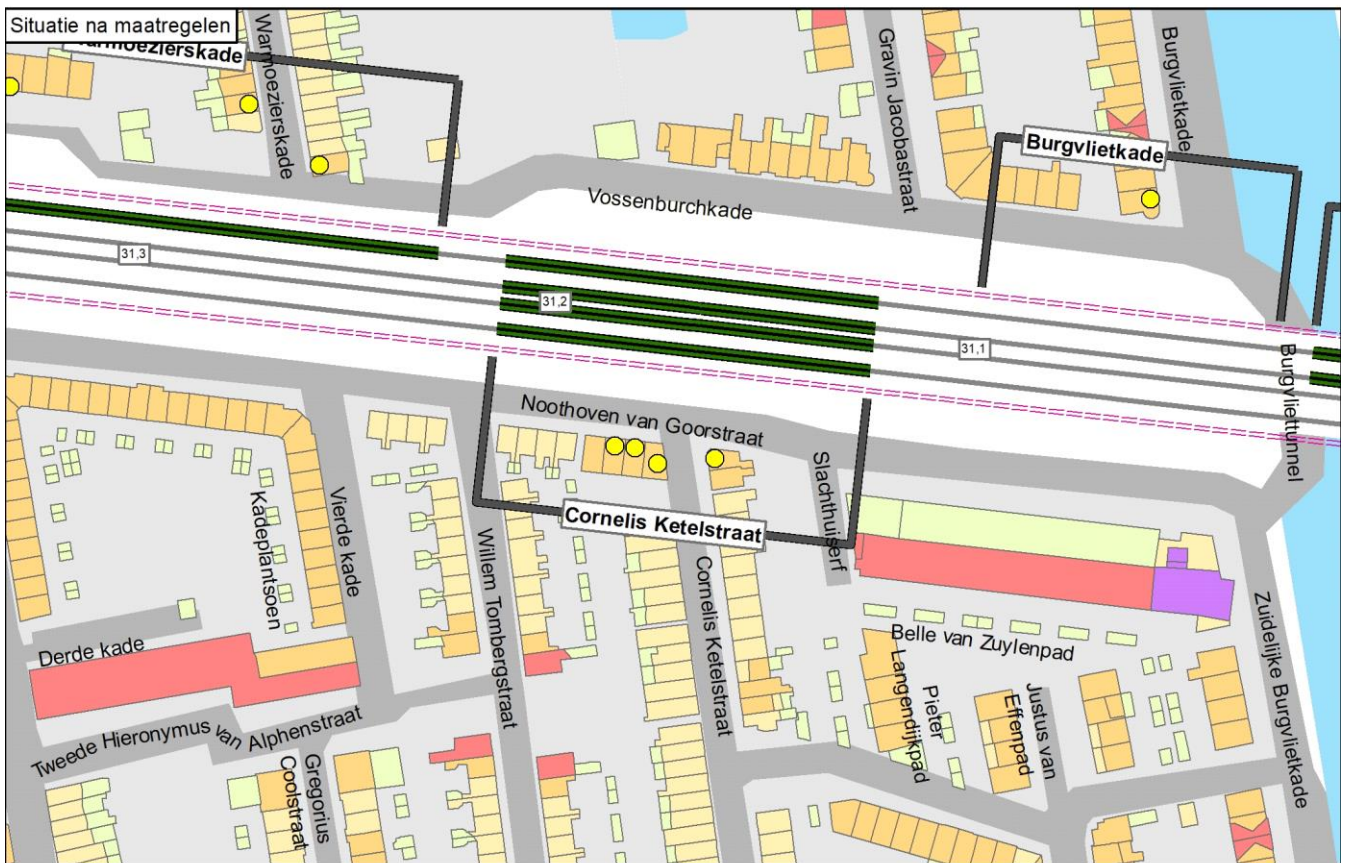 Situatie na maatregelen
Warmoezierskade
Warmoezierskade
Gravin Jacobastraat
Burgvlietkade
Burgvlietkade
Vossenburchkade
31,3
31,2
31,1
Burgvliettunnel
Noothoven van Goorstraat
Slachthuiserf
Cornelis Ketelstraat
Kadeplantsoen
Vierde kade
Willem Tombergstraat
Cornelis Ketelstraat
Zuidelijke Burgvlietkade
Derde kade
Belle van Zuylenpad
Pieter
Langendijkpad
Justus van
Effenpad
Tweede Hieronymus van Alphenstraat
Gregorius
Coolstraat